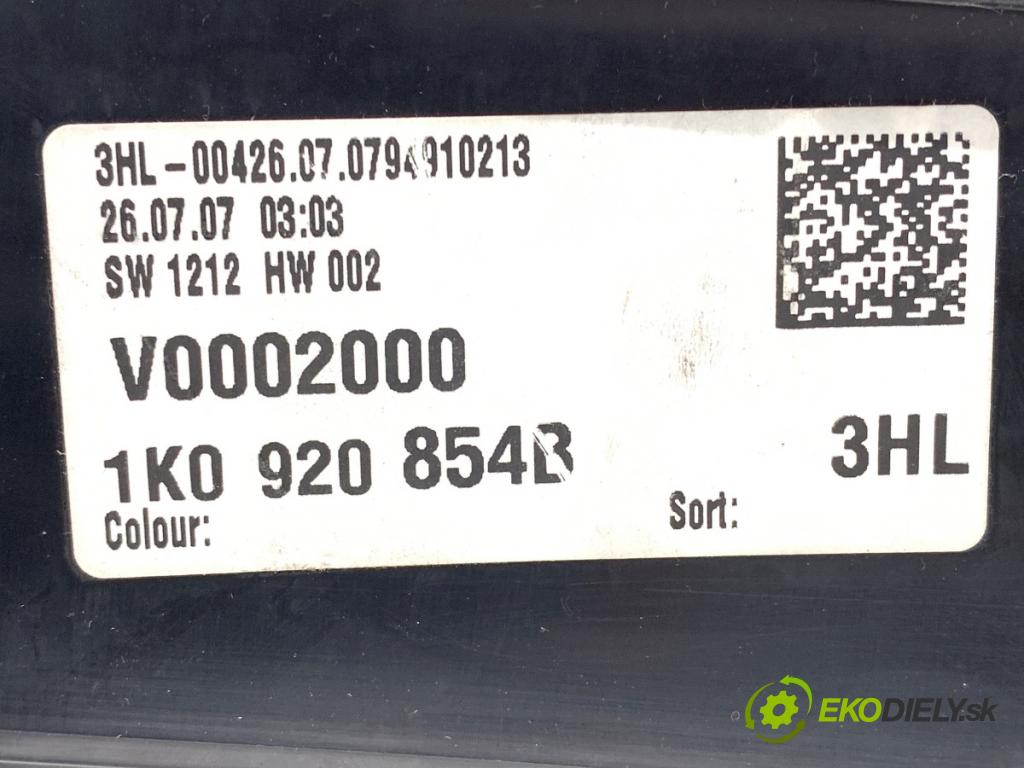 3HL-00426.07.0794910213
26.07.07 03:03
SW 1212 HW 002
V0002000
1K0 920 854B 3HL
Colour: Sort:
EKODIELY.sk